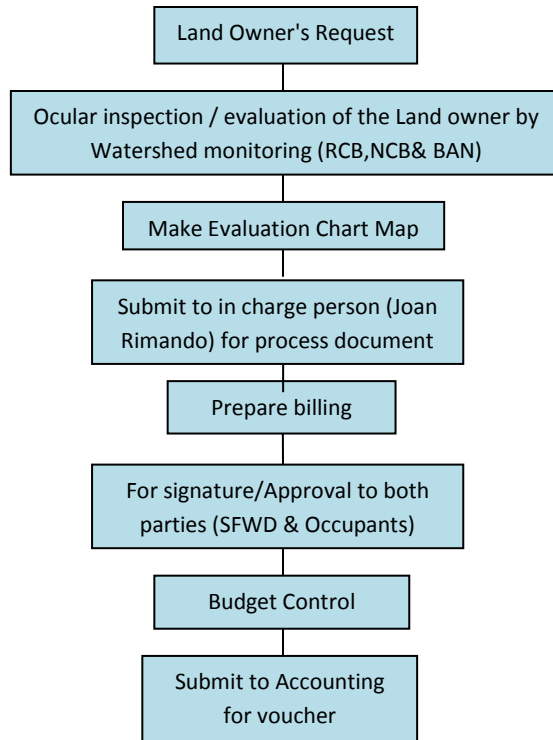 Land Owner's Request
Ocular inspection / evaluation of the Land owner by
Watershed monitoring (RCB,NCB& BAN)
Make Evaluation Chart Map
Submit to in charge person (Joan
Rimando) for process document
Prepare billing
For signature/Approval to both
parties (SFWD & Occupants)
Budget Control
Submit to Accounting
for voucher